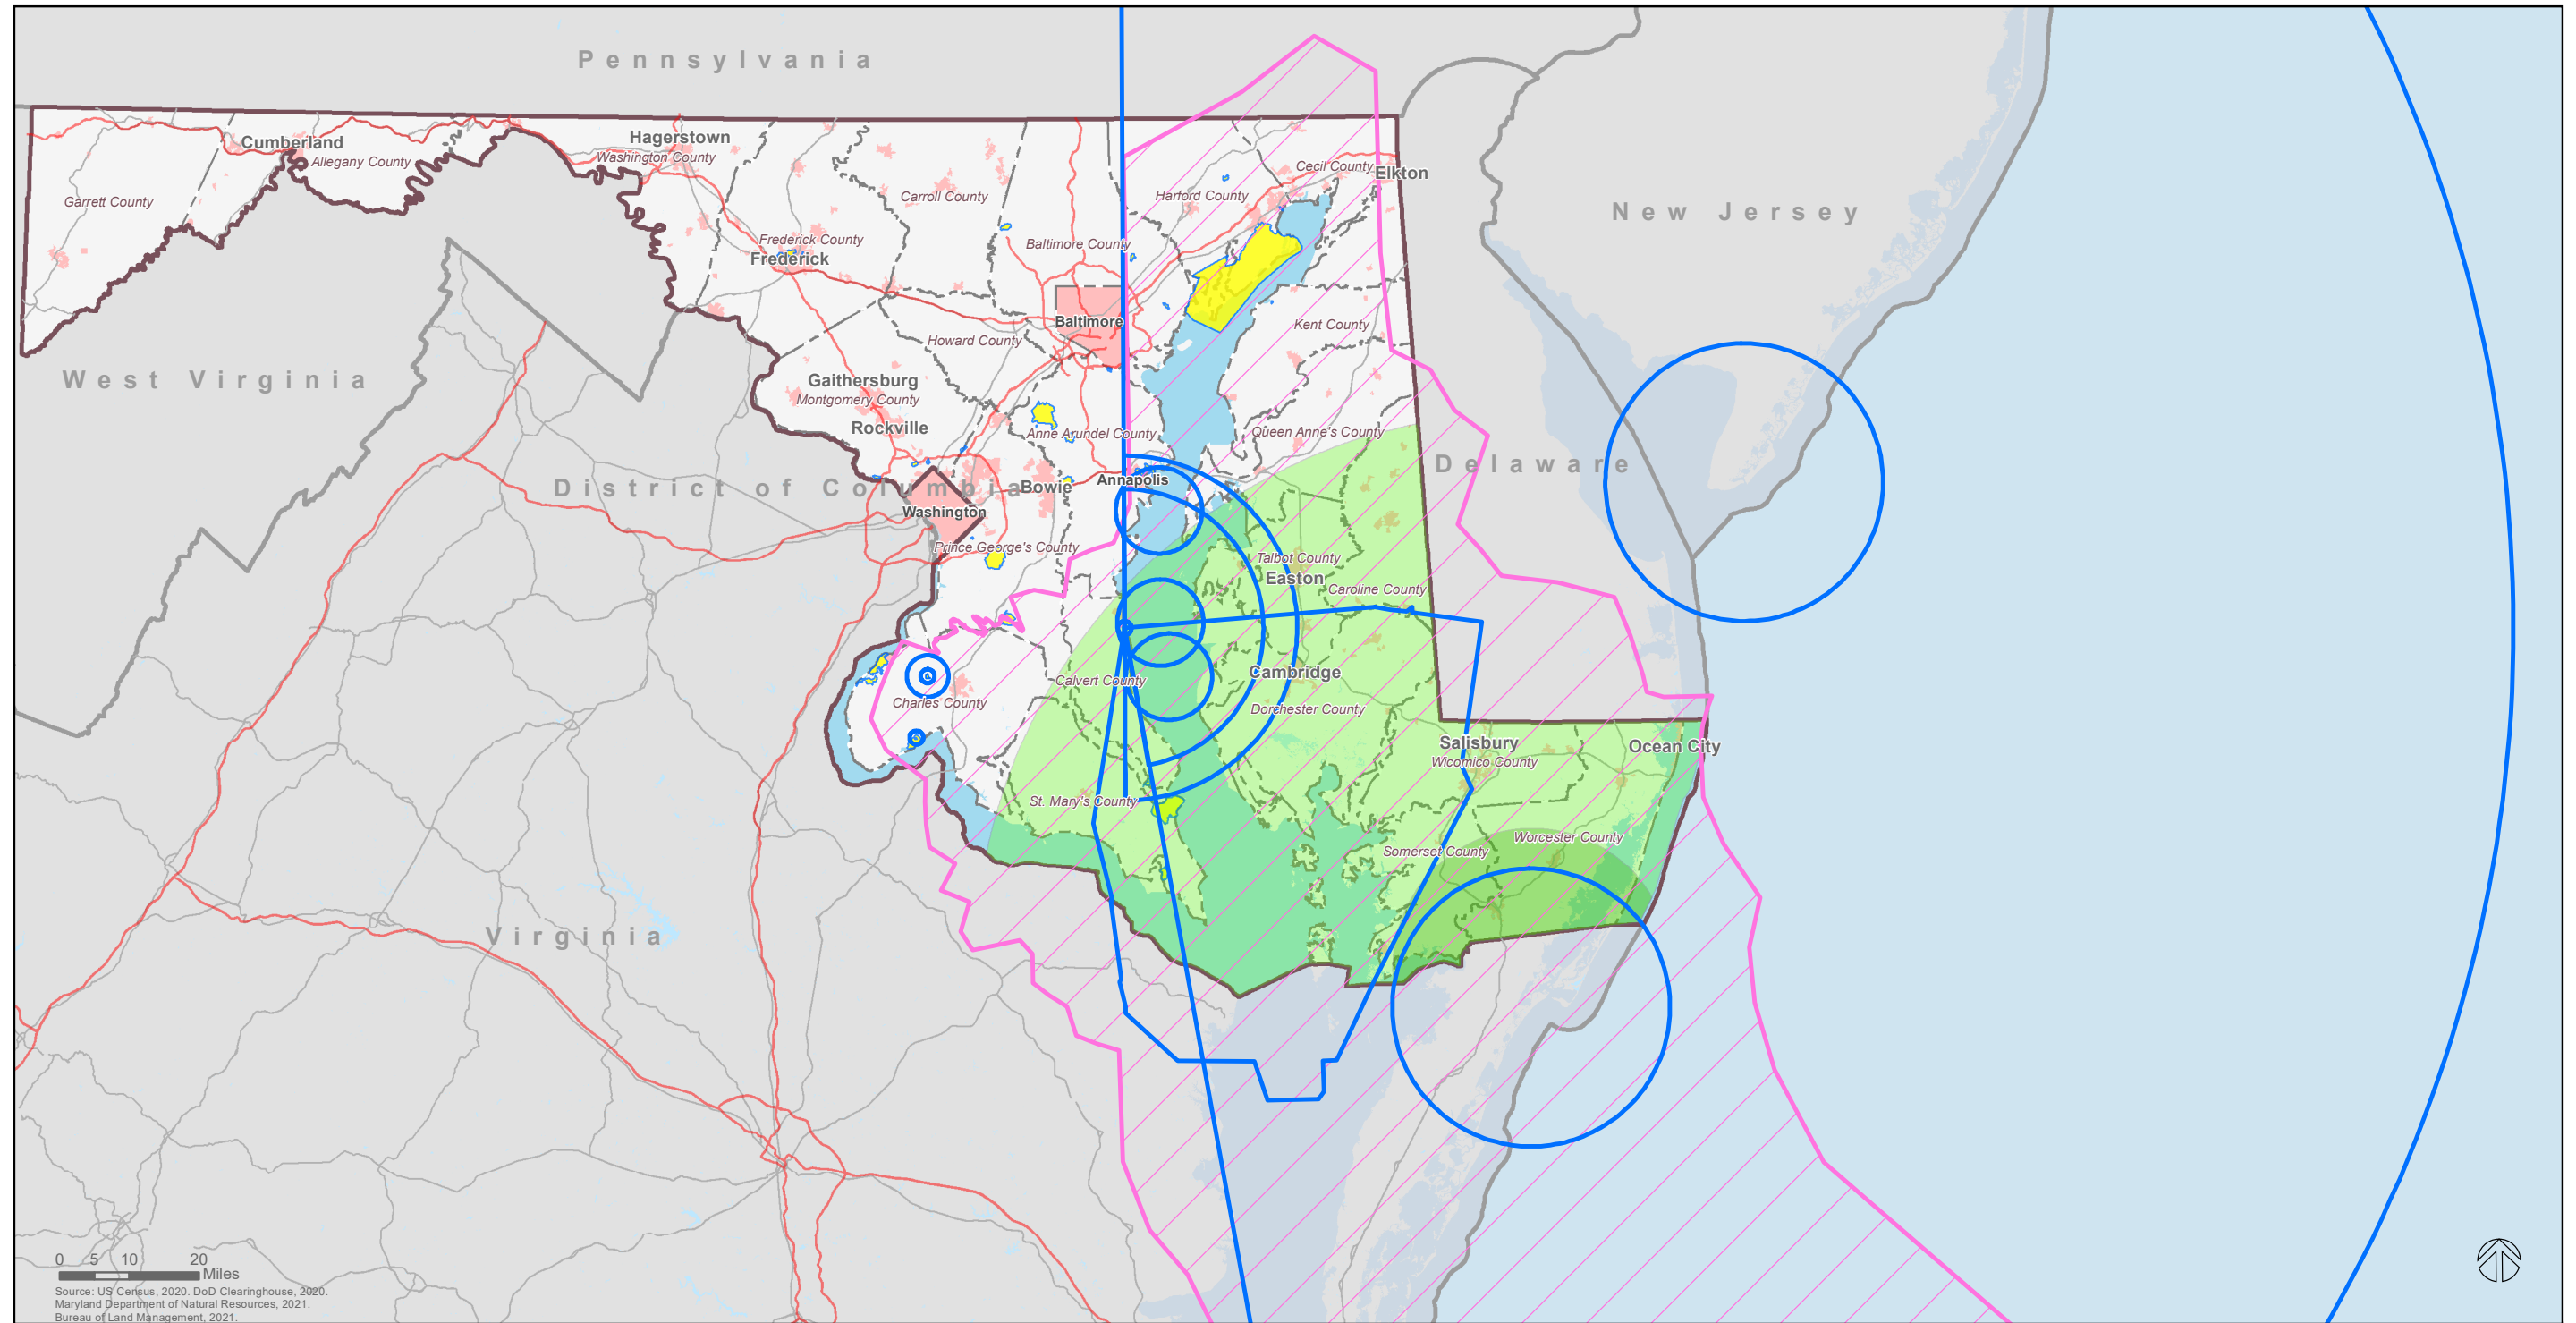 Pennsylvania
Cumberland
Allegany County
Hagerstown
Washington County
Garrett County
Carroll County
Harford County
Cecil County
Elkton
New Jersey
Frederick County
Frederick
Baltimore County
Baltimore
Kent County
Howard County
West Virginia
Gaithersburg
Montgomery County
Rockville
Anne Arundel County
Queen Anne's County
Delaware
District of Columbia
Bowie
Annapolis
Washington
Prince George's County
Talbot County
Easton
Caroline County
Cambridge
Calvert County
Charles County
Dorchester County
Salisbury
Wicomico County
Ocean City
St. Mary's County
Worcester County
Somerset County
Virginia
0 5 10 20
Miles
Source: US Census, 2020. DoD Clearinghouse, 2020.
Maryland Department of Natural Resources, 2021.
Bureau of Land Management, 2021.